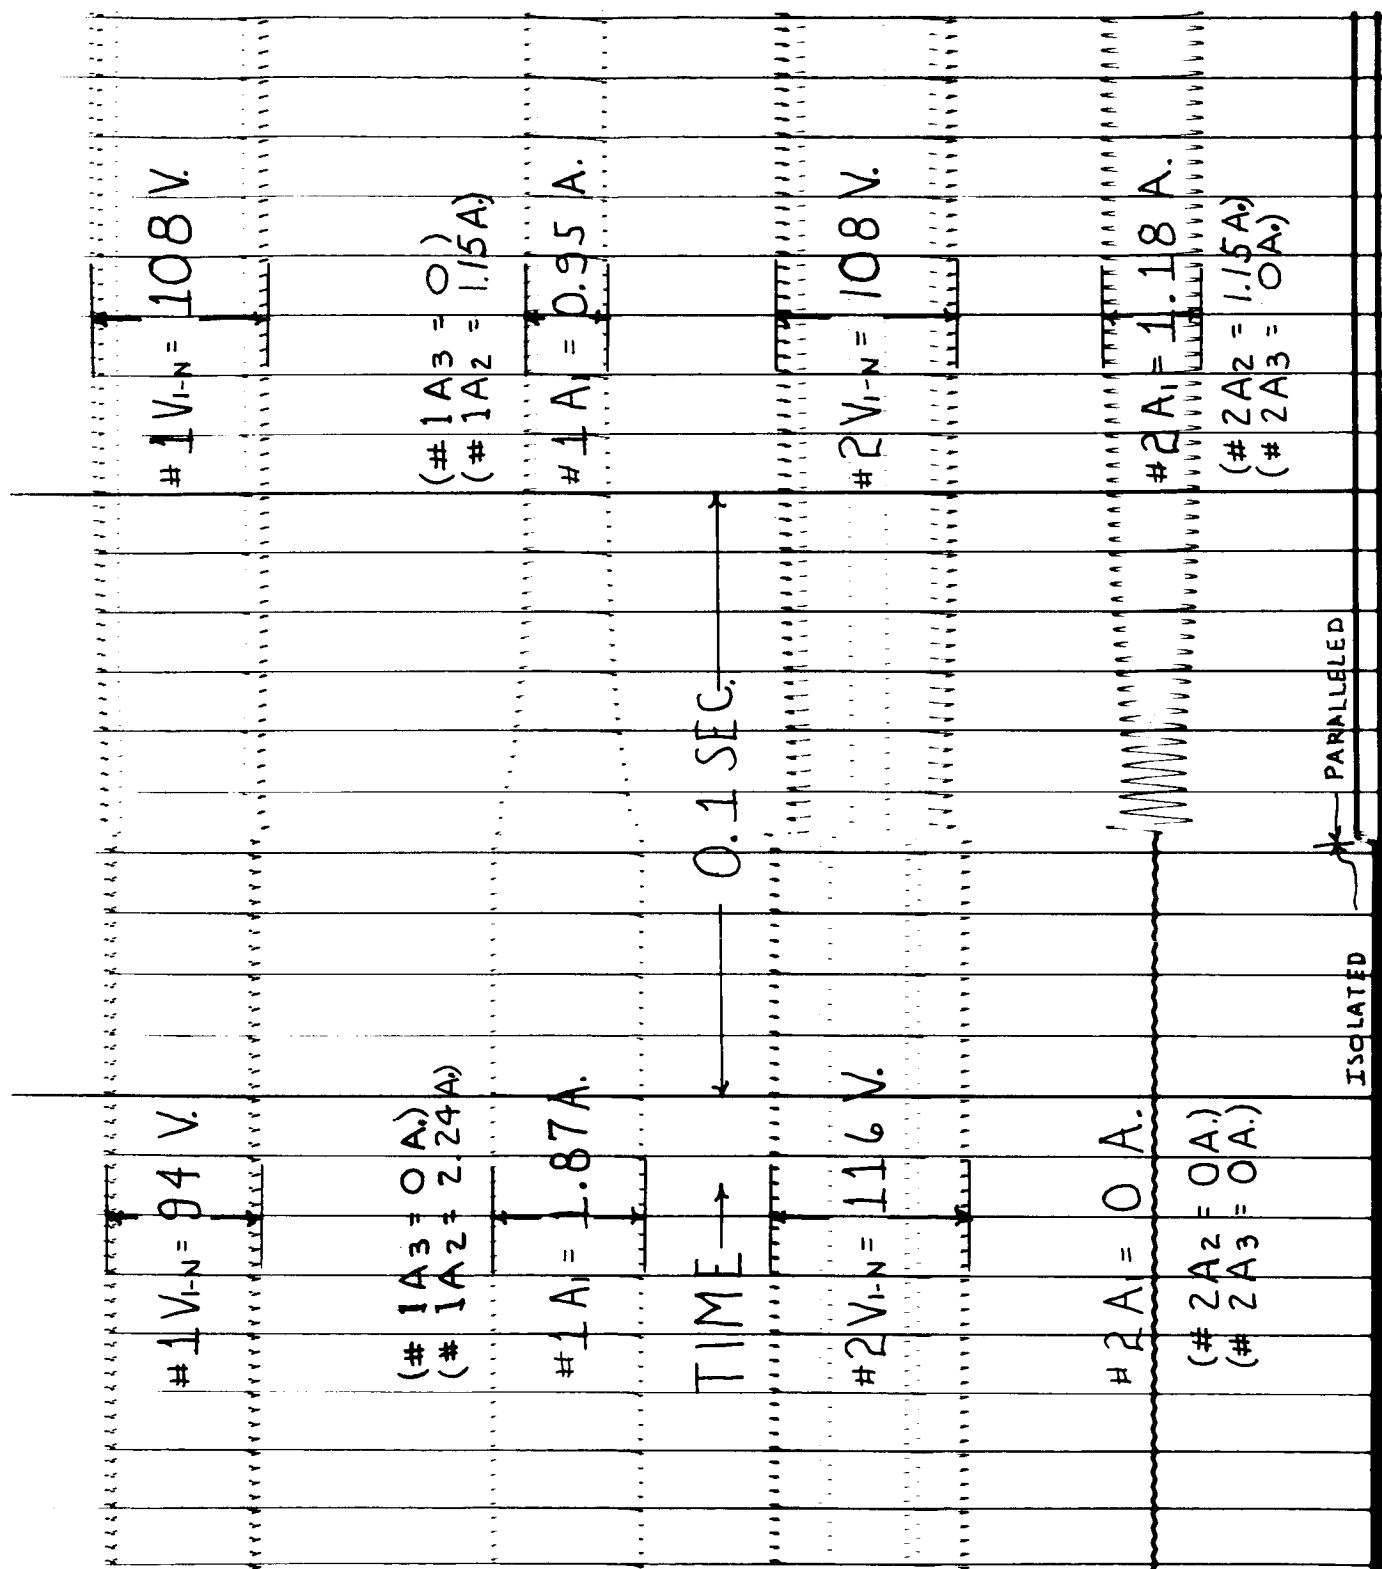 #1 V1-N = 94 V.
(#1 A3 = 0 A.)
(#1 A2 = 2.24 A.)
#1 A1 = 1.87 A.
TIME →
#2 V1-N = 116 V.
#2 A1 = 0 A.
(#2 A2 = 0 A.)
(#2 A3 = 0 A.)
0.1 SEC.
ISOLATED
PARALLELED
#1 V1-N = 108 V.
(#1 A3 = 0)
(#1 A2 = 1.15 A.)
#1 A1 = 0.95 A.
#2 V1-N = 108 V.
#2 A1 = 1.18 A.
(#2 A2 = 1.15 A.)
(#2 A3 = 0 A.)